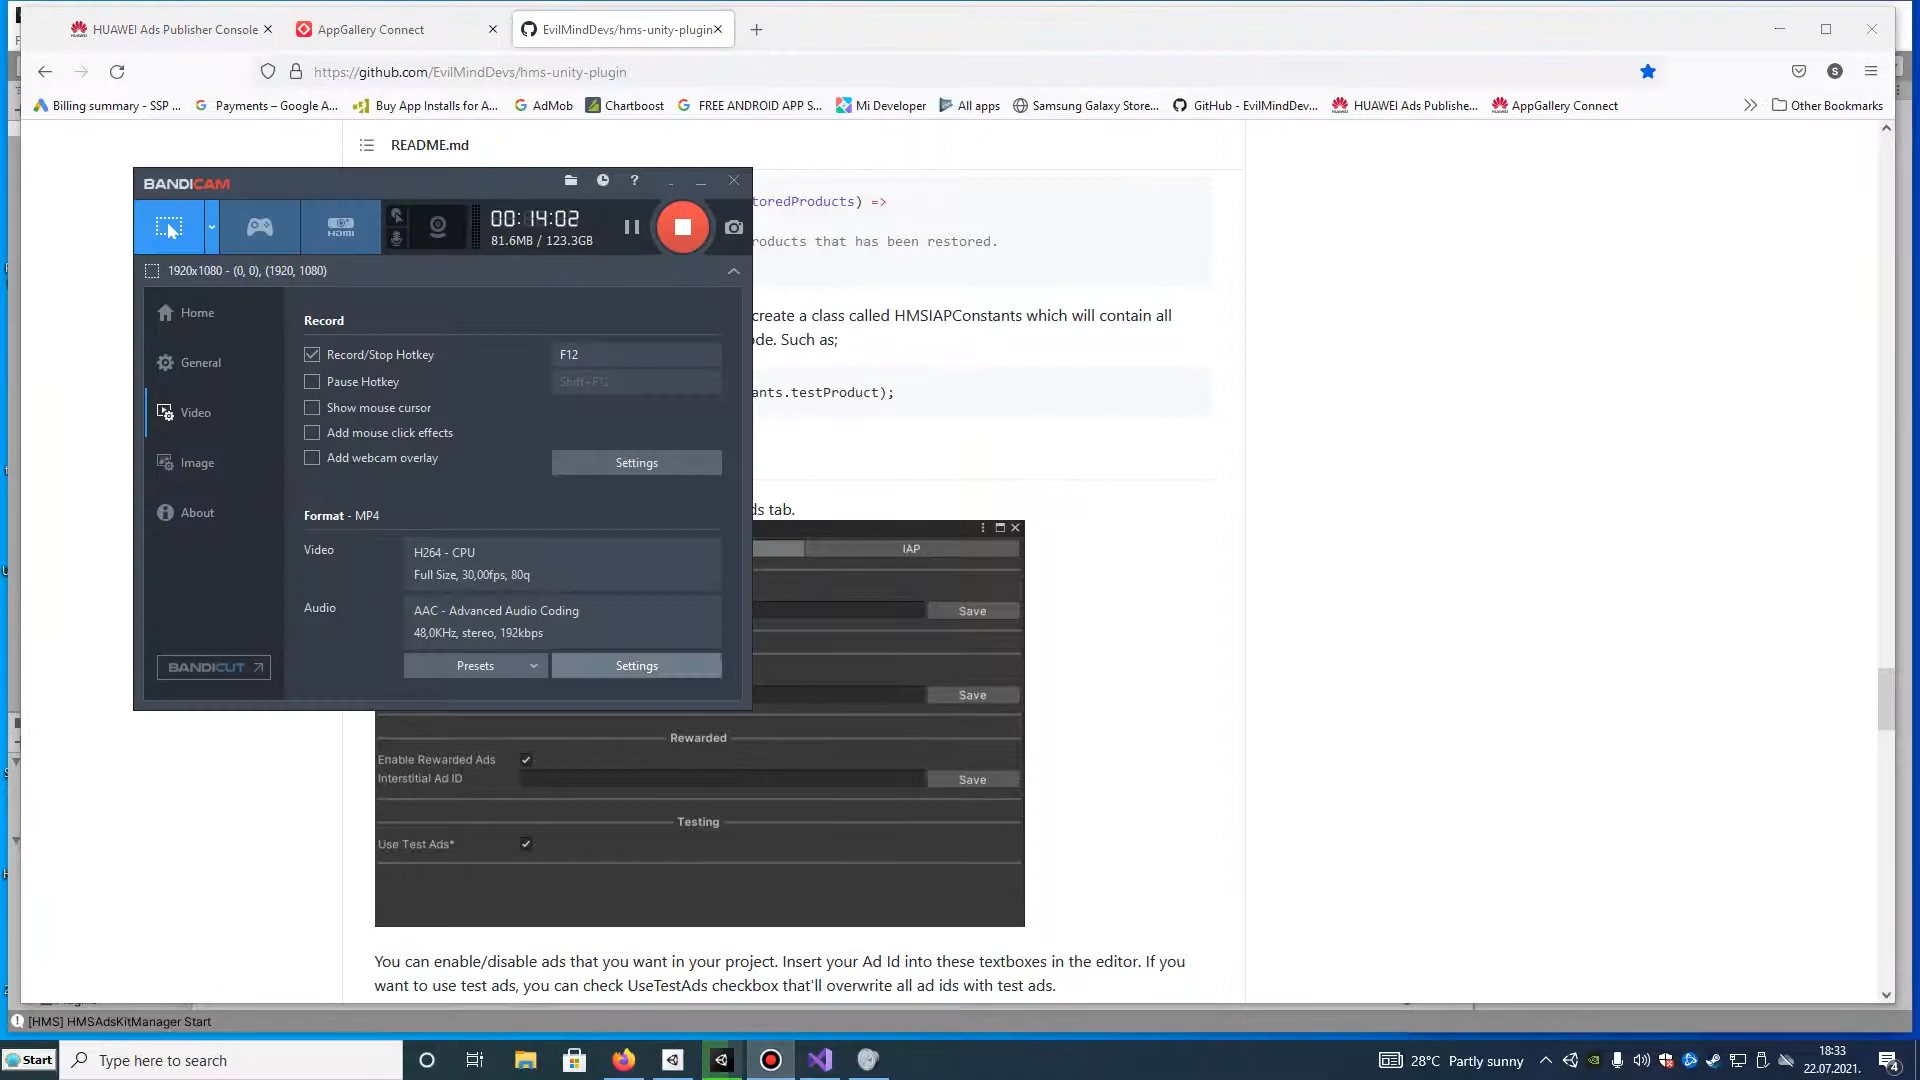 HUAWEI Ads Publisher Console
AppGallery Connect
EvilMindDevs/hms-unity-plugin
https://github.com/EvilMindDevs/hms-unity-plugin
S
Billing summary - SSP ...
Payments – Google A...
Buy App Installs for A...
AdMob
Chartboost
FREE ANDROID APP S...
Mi Developer
All apps
Samsung Galaxy Store...
GitHub - EvilMindDev...
HUAWEI Ads Publishe...
AppGallery Connect
Other Bookmarks
README.md
BANDICAM
?
HDMI
00:14:02
81.6MB / 123.3GB
1920x1080 - (0, 0), (1920, 1080)
Home
General
Video
Image
About
BANDICUT
Record
Record/Stop Hotkey
F12
Pause Hotkey
Shift+F12
Show mouse cursor
Add mouse click effects
Add webcam overlay
Settings
Format - MP4
Video
H264 - CPU
Full Size, 30,00fps, 80q
Audio
AAC - Advanced Audio Coding
48,0KHz, stereo, 192kbps
Presets
Settings
toredProducts) =>
roducts that has been restored.
create a class called HMSIAPConstants which will contain all
de. Such as;
ants.testProduct);
ds tab.
IAP
Save
Save
Rewarded
Enable Rewarded Ads
Interstitial Ad ID
Save
Testing
Use Test Ads*
You can enable/disable ads that you want in your project. Insert your Ad Id into these textboxes in the editor. If you
want to use test ads, you can check UseTestAds checkbox that'll overwrite all ad ids with test ads.
[HMS] HMSAdsKitManager Start
Start
Type here to search
28°C Partly sunny
18:33
22.07.2021.
4